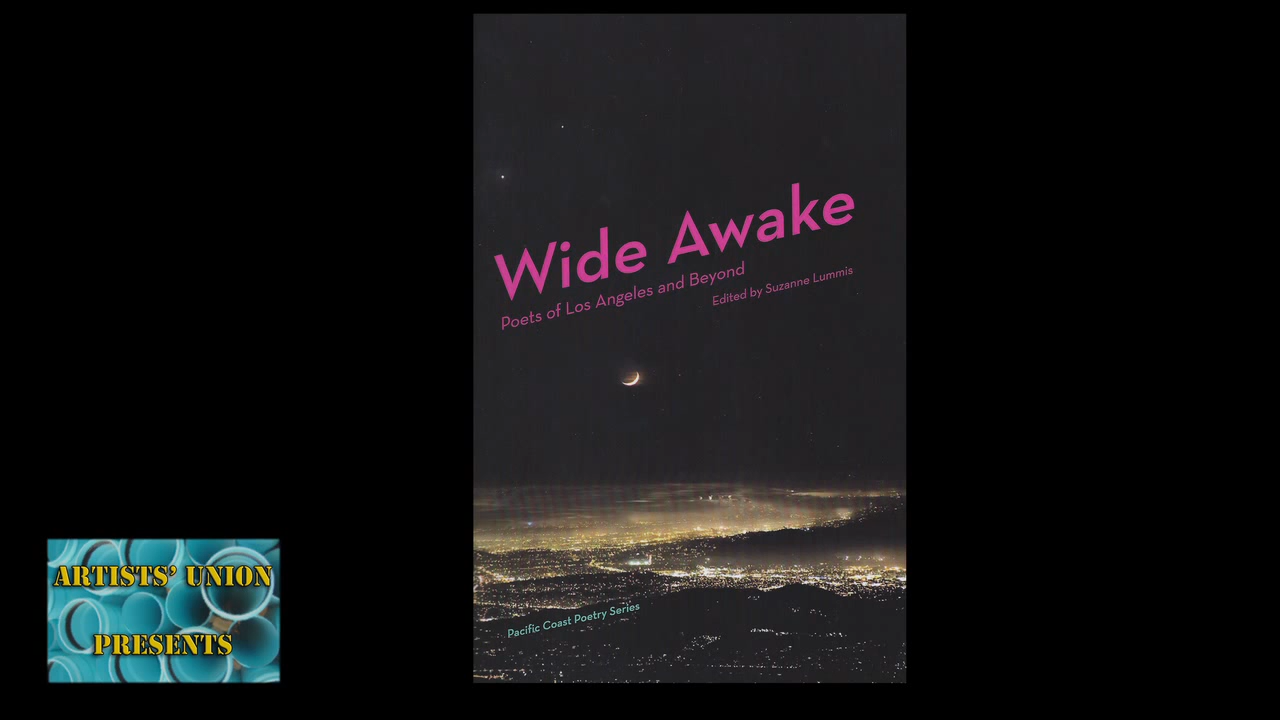 Wide Awake
Poets of Los Angeles and Beyond
Edited by Suzanne Lummis
Pacific Coast Poetry Series
ARTISTS' UNION
PRESENTS